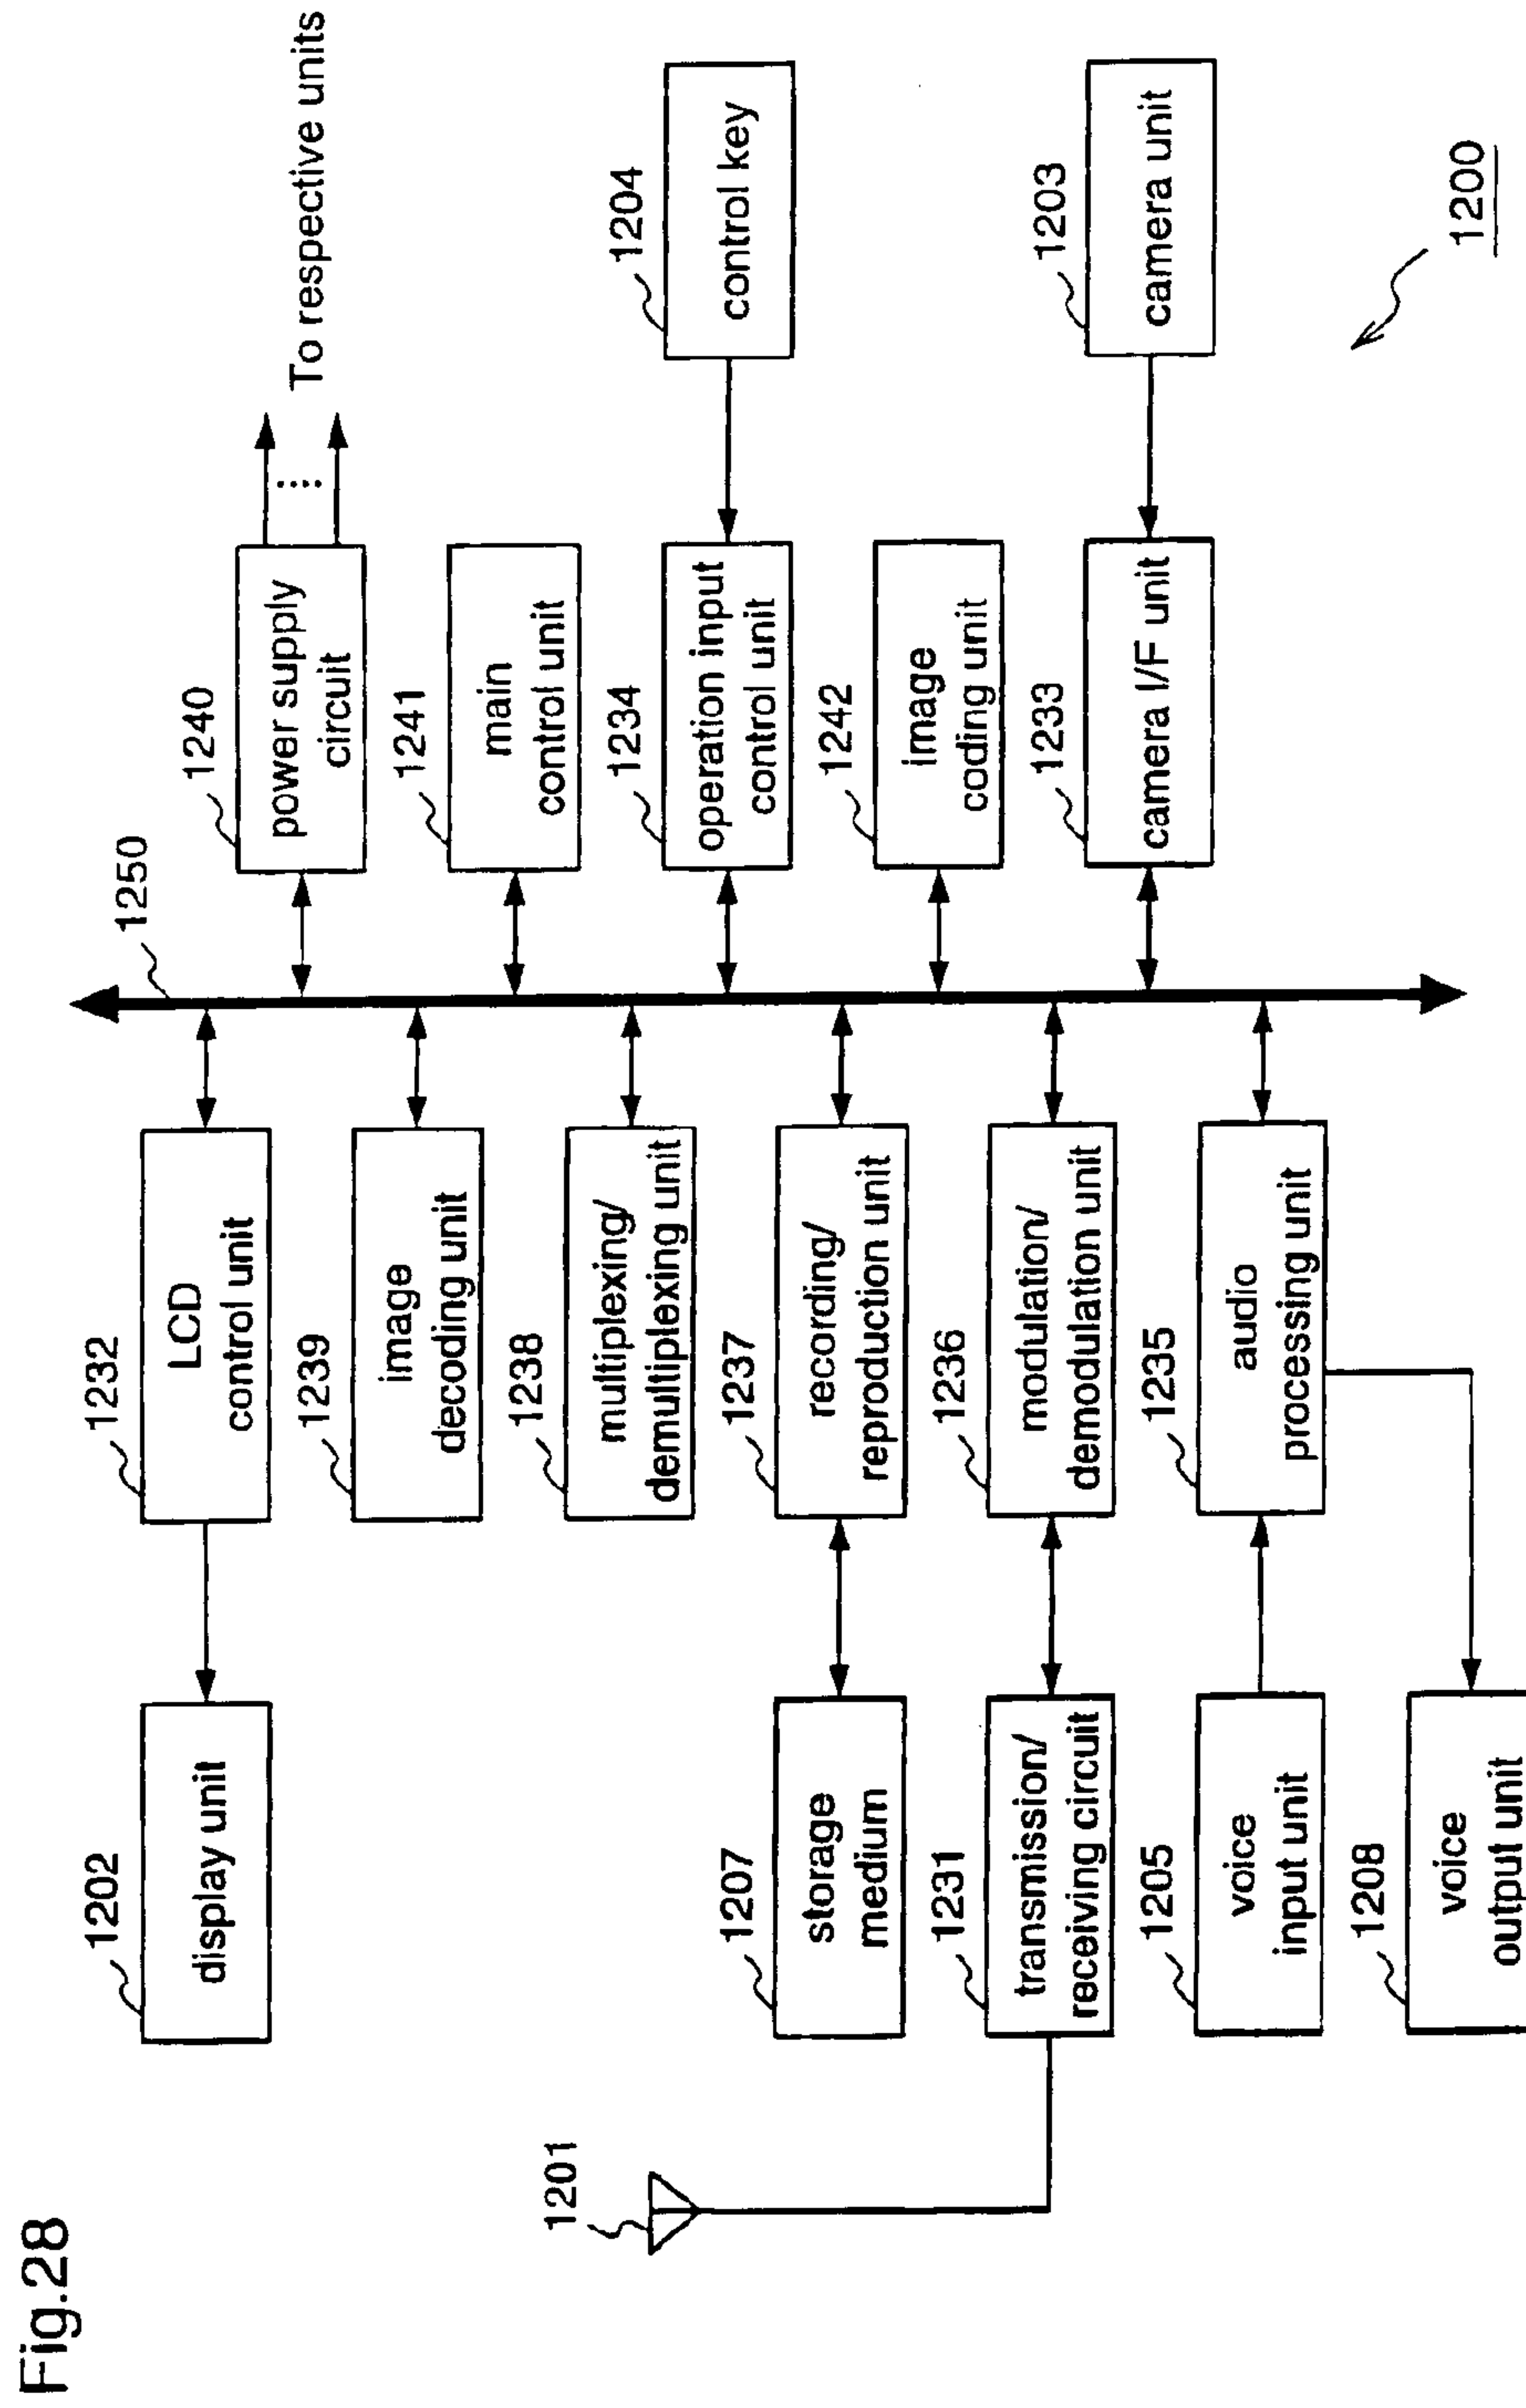 Fig.28
1202
display unit
1232
LCD
control unit
1250
1240
power supply
circuit
To respective units
1239
image
decoding unit
1241
main
control unit
1201
1238
multiplexing/
demultiplexing unit
1234
operation input
control unit
1204
control key
1207
storage
medium
1237
recording/
reproduction unit
1242
image
coding unit
1231
transmission/
receiving circuit
1236
modulation/
demodulation unit
1233
camera I/F unit
1203
camera unit
1205
voice
input unit
1235
audio
processing unit
1208
voice
output unit
1200